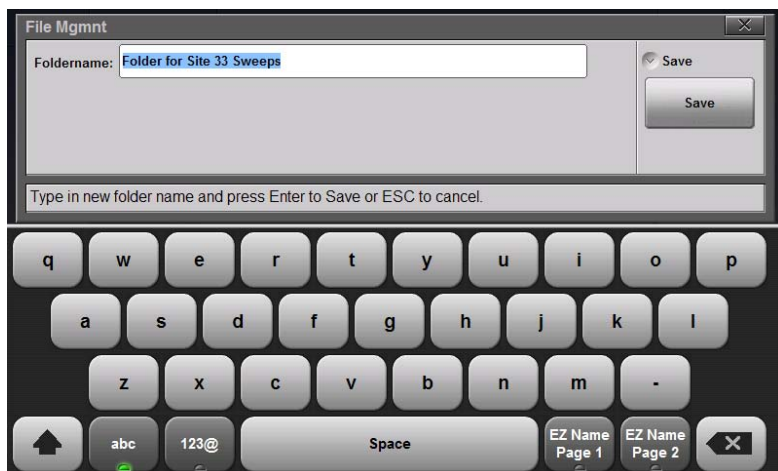 File Mgmnt
Foldername: Folder for Site 33 Sweeps
Save
Save
Type in new folder name and press Enter to Save or ESC to cancel.
q w e r t y u i o p
a s d f g h j k l
z x c v b n m -
abc 123@ Space EZ Name Page 1 EZ Name Page 2